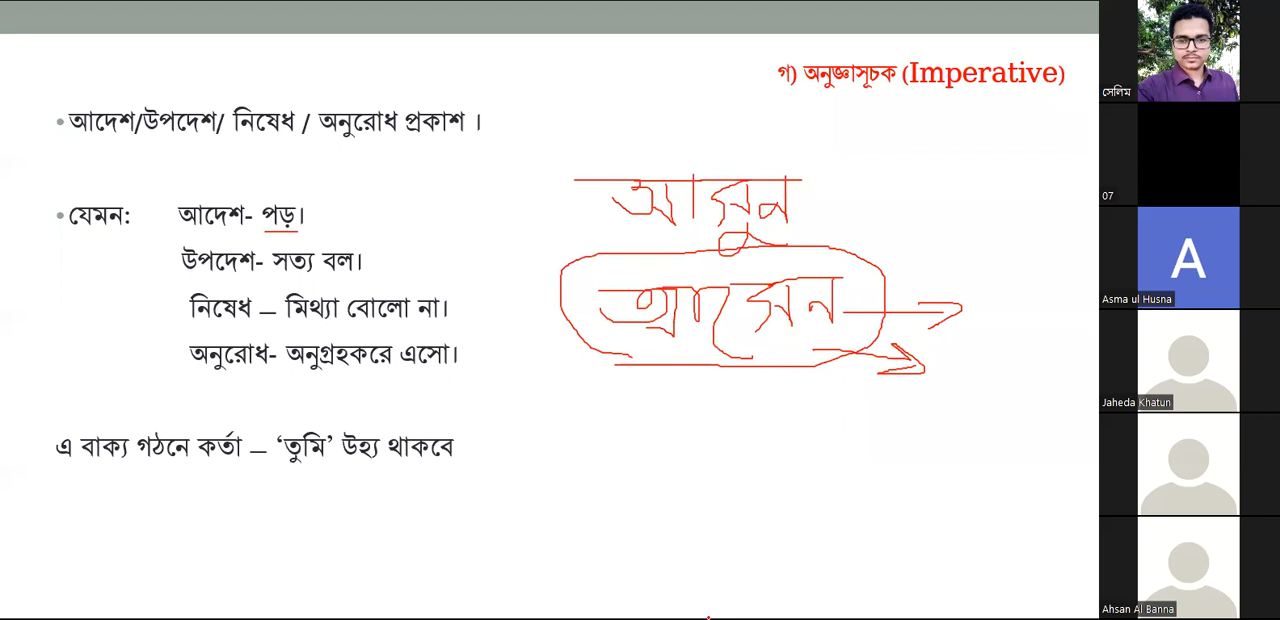 গ) অনুজ্ঞাসূচক (Imperative)
•আদেশ/উপদেশ/ নিষেধ / অনুরোধ প্রকাশ ।
•যেমন: আদেশ- পড়।
উপদেশ- সত্য বল।
নিষেধ – মিথ্যা বোলো না।
অনুরোধ- অনুগ্রহকরে এসো।
এ বাক্য গঠনে কর্তা – ‘তুমি’ উহ্য থাকবে
আসুন
আসেন
সেলিম
07
A
Asma ul Husna
Jaheda Khatun
Ahsan Al Banna